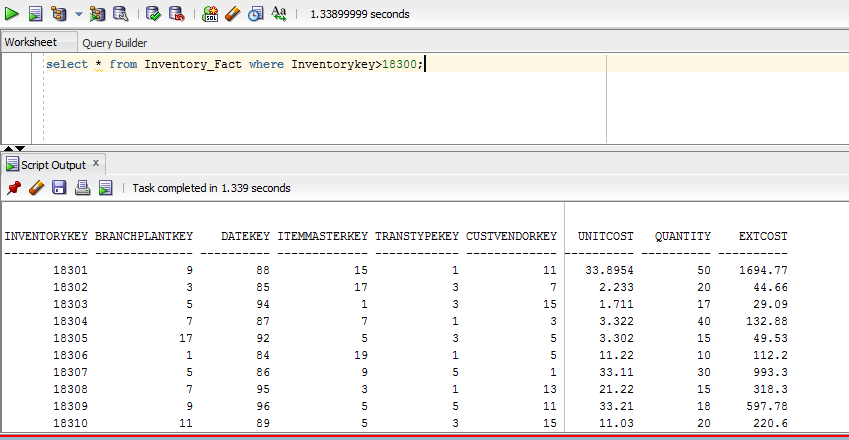 SQL
Aa
1.33899999 seconds
Worksheet Query Builder
select * from Inventory_Fact where Inventorykey>18300;
Script Output x
Task completed in 1.339 seconds
INVENTORYKEY BRANCHPLANTKEY DATEKEY ITEMMASTERKEY TRANSTYPEKEY CUSTVENDORKEY UNITCOST QUANTITY EXTCOST
------------ -------------- ---------- ------------- ------------ ------------- ---------- ---------- ----------
18301 9 88 15 1 11 33.8954 50 1694.77
18302 3 85 17 3 7 2.233 20 44.66
18303 5 94 1 3 15 1.711 17 29.09
18304 7 87 7 1 3 3.322 40 132.88
18305 17 92 5 3 5 3.302 15 49.53
18306 1 84 19 1 5 11.22 10 112.2
18307 5 86 9 5 1 33.11 30 993.3
18308 7 95 3 1 13 21.22 15 318.3
18309 9 96 5 5 11 33.21 18 597.78
18310 11 89 5 3 15 11.03 20 220.6